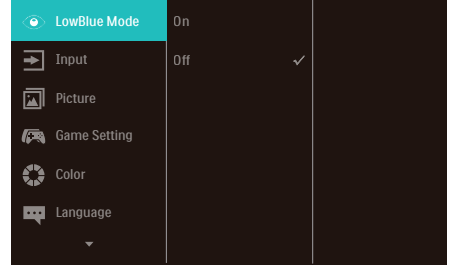 LowBlue Mode
On
Input
Off
Picture
Game Setting
Color
Language